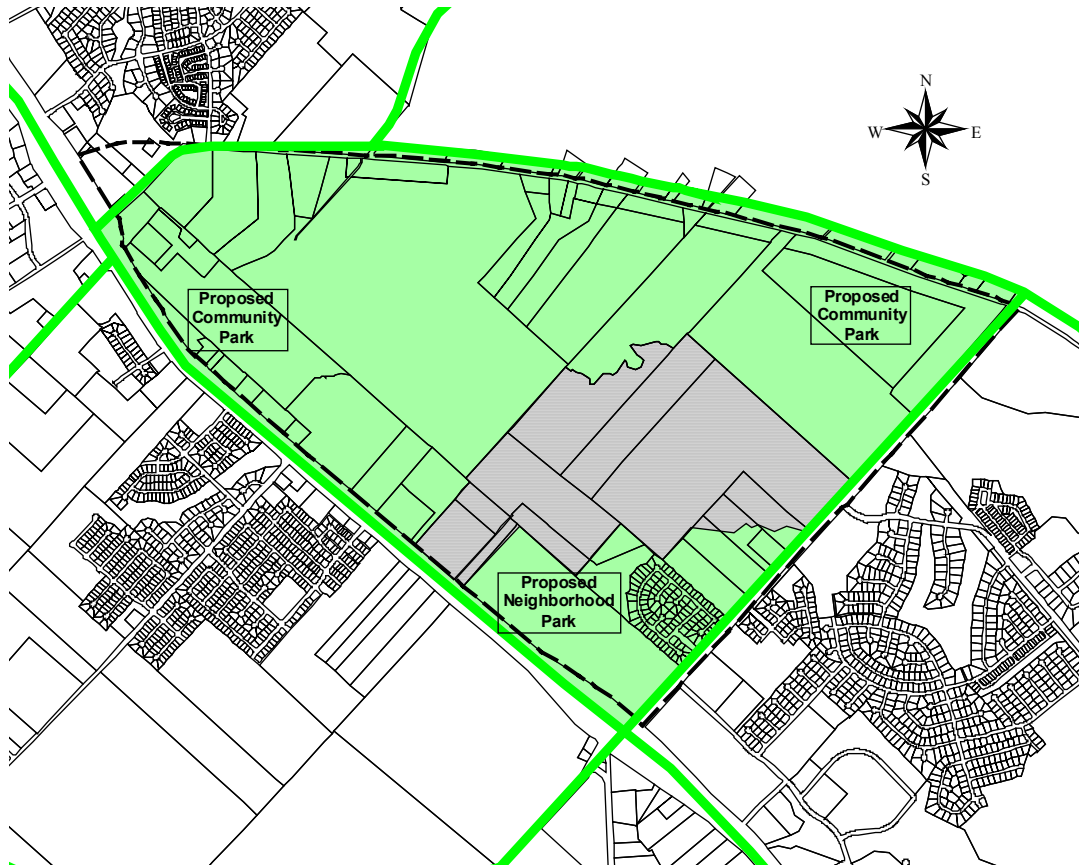 N
W
E
S
Proposed
Community
Park
Proposed
Community
Park
Proposed
Neighborhood
Park